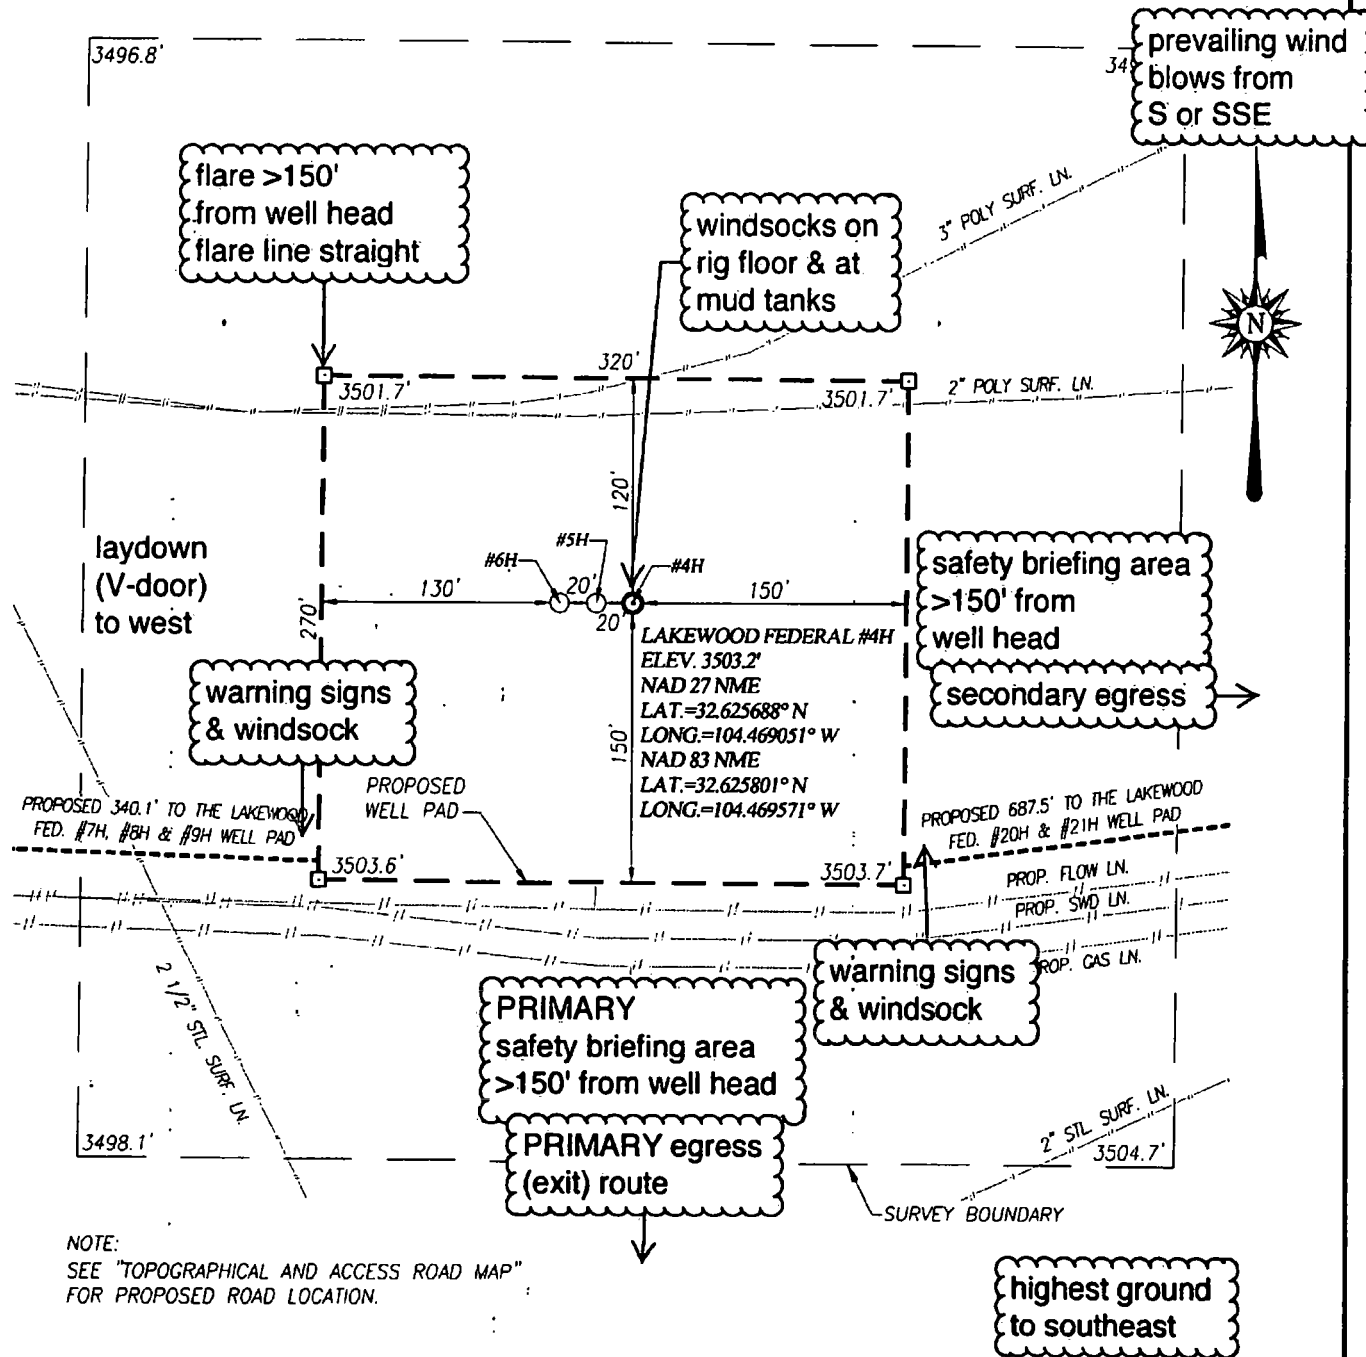 3496.8'
prevailing wind
blows from
S or SSE
flare >150'
from well head
flare line straight
windsocks on
rig floor & at
mud tanks
3" POLY SURF. LN.
N
320'
3501.7'
3501.7'
2" POLY SURF. LN.
120'
laydown
(V-door)
to west
#6H
#5H
#4H
130'
20'
20'
150'
270'
safety briefing area
>150' from
well head
secondary egress
LAKEWOOD FEDERAL #4H
ELEV. 3503.2'
NAD 27 NME
LAT.=32.625688° N
LONG.=104.469051° W
NAD 83 NME
LAT.=32.625801° N
LONG.=104.469571° W
150'
warning signs
& windsock
PROPOSED
WELL PAD
PROPOSED 340.1' TO THE LAKEWOOD
FED. #7H, #8H & #9H WELL PAD
PROPOSED 687.5' TO THE LAKEWOOD
FED. #20H & #21H WELL PAD
3503.6'
3503.7'
PROP. FLOW LN.
PROP. SWD LN.
ROP. GAS LN.
2 1/2" STL. SURF. LN.
warning signs
& windsock
PRIMARY
safety briefing area
>150' from well head
PRIMARY egress
(exit) route
2" STL. SURF. LN.
3498.1'
3504.7'
SURVEY BOUNDARY
NOTE:
SEE "TOPOGRAPHICAL AND ACCESS ROAD MAP"
FOR PROPOSED ROAD LOCATION.
highest ground
to southeast